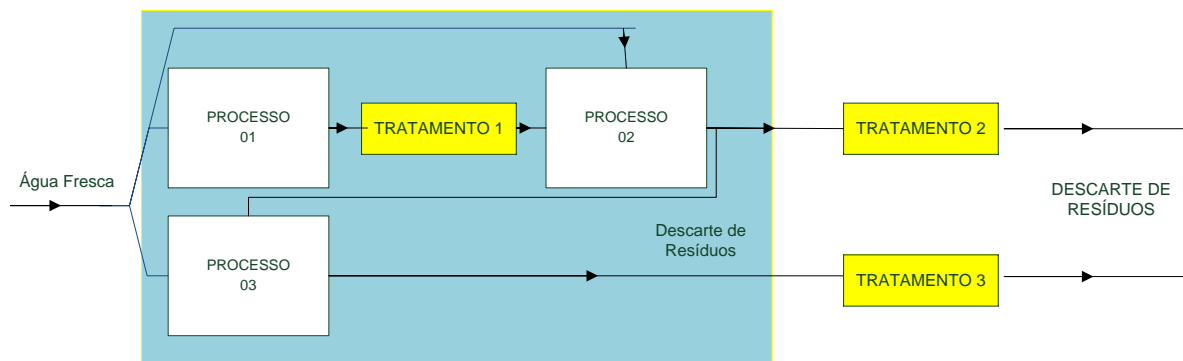 PROCESSO
01
TRATAMENTO 1
PROCESSO
02
TRATAMENTO 2
Água Fresca
DESCARTE DE
RESÍDUOS
PROCESSO
03
Descarte de
Resíduos
TRATAMENTO 3